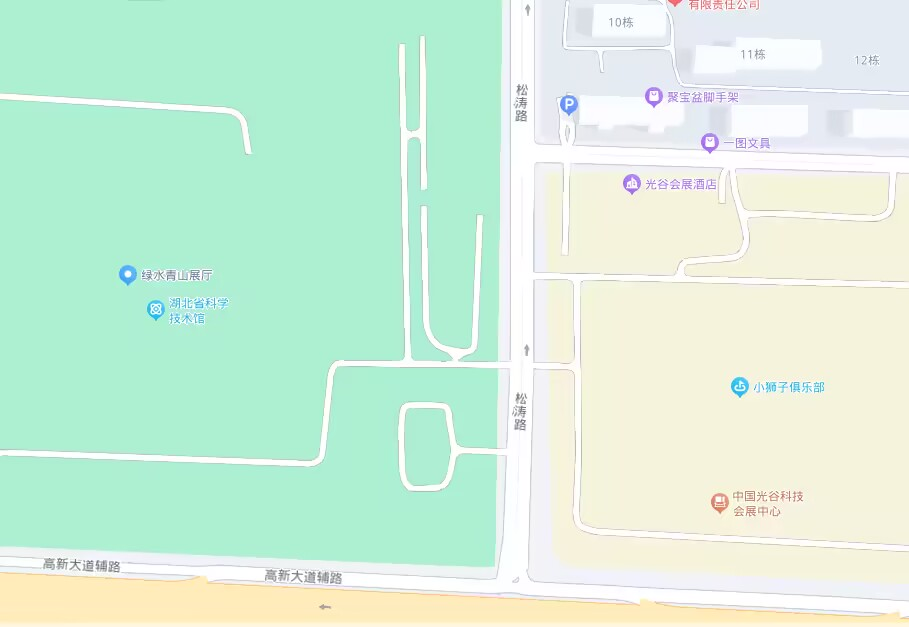 有限责任公司
10栋
11栋
12栋
松涛路
P
聚宝盆脚手架
一图文具
光谷会展酒店
绿水青山展厅
湖北省科学
技术馆
小狮子俱乐部
松涛路
中国光谷科技
会展中心
高新大道辅路
高新大道辅路